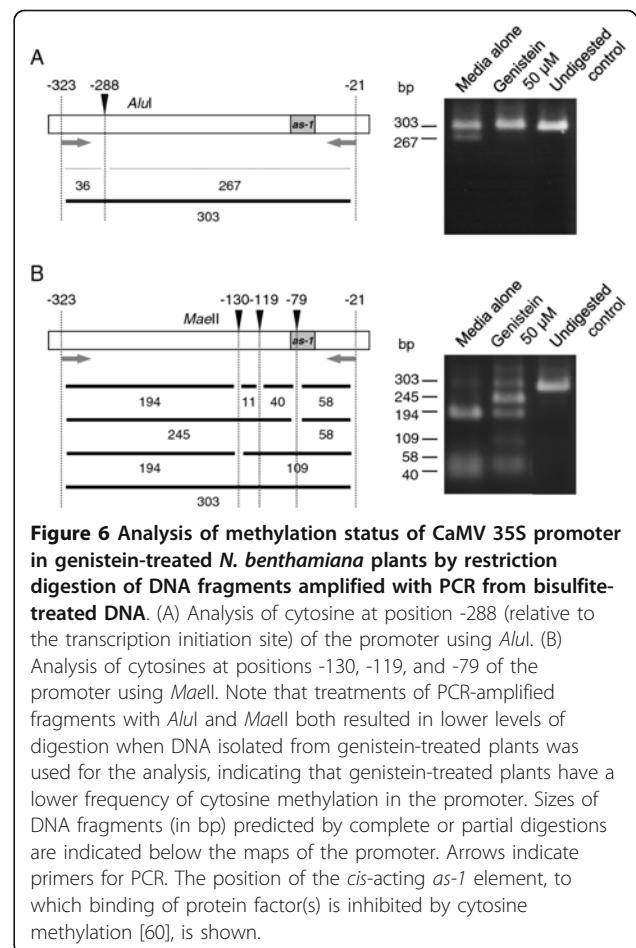 A
-323 -288 -21
AluI
as-1
36 267
303
bp
Media alone
Genistein 50 µM
Undigested control
303
267
B
-323 -130 -119 -79 -21
MaeII
as-1
194 11 40 58
245 58
194 109
303
bp
Media alone
Genistein 50 µM
Undigested control
303
245
194
109
58
40
Figure 6 Analysis of methylation status of CaMV 35S promoter
in genistein-treated N. benthamiana plants by restriction
digestion of DNA fragments amplified with PCR from bisulfite-
treated DNA. (A) Analysis of cytosine at position -288 (relative to
the transcription initiation site) of the promoter using AluI. (B)
Analysis of cytosines at positions -130, -119, and -79 of the
promoter using MaeII. Note that treatments of PCR-amplified
fragments with AluI and MaeII both resulted in lower levels of
digestion when DNA isolated from genistein-treated plants was
used for the analysis, indicating that genistein-treated plants have a
lower frequency of cytosine methylation in the promoter. Sizes of
DNA fragments (in bp) predicted by complete or partial digestions
are indicated below the maps of the promoter. Arrows indicate
primers for PCR. The position of the cis-acting as-1 element, to
which binding of protein factor(s) is inhibited by cytosine
methylation [60], is shown.